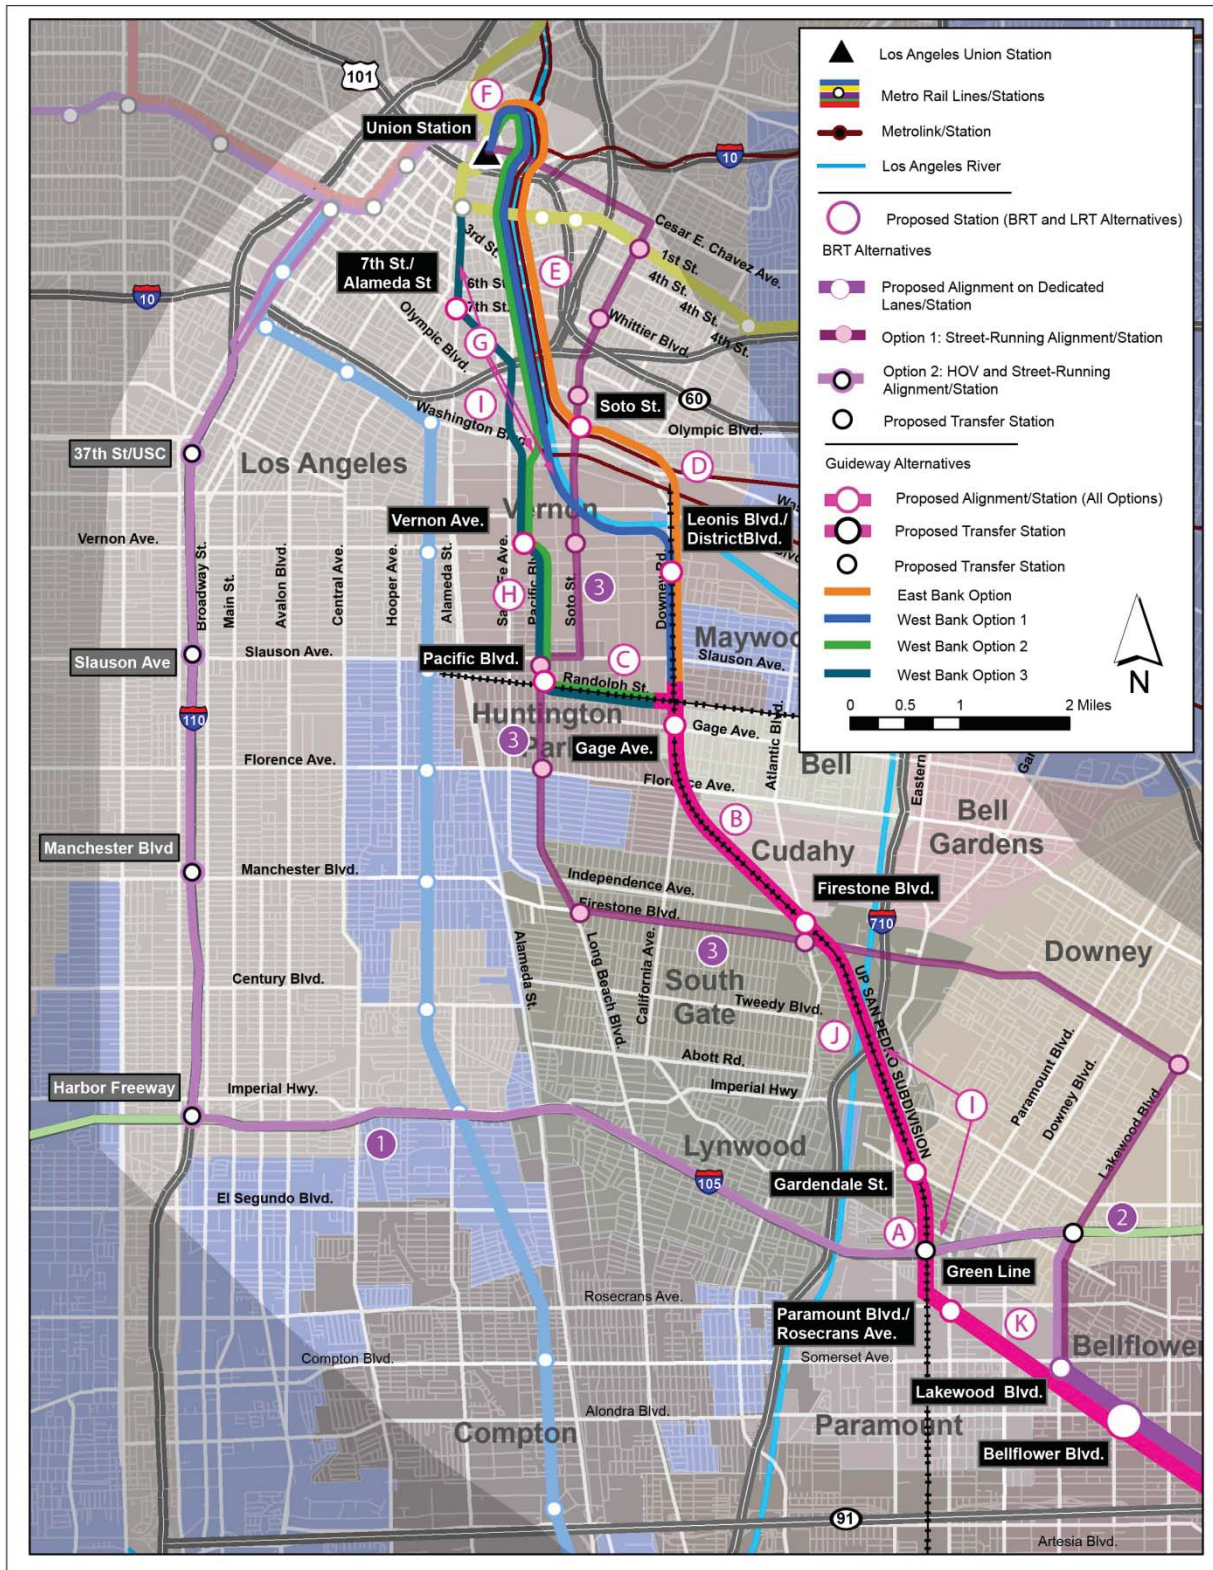 Los Angeles Union Station
Metro Rail Lines/Stations
Metrolink/Station
Los Angeles River
Proposed Station (BRT and LRT Alternatives)
BRT Alternatives
Proposed Alignment on Dedicated
Lanes/Station
Option 1: Street-Running Alignment/Station
Option 2: HOV and Street-Running
Alignment/Station
Proposed Transfer Station
Guideway Alternatives
Proposed Alignment/Station (All Options)
Proposed Transfer Station
Proposed Transfer Station
East Bank Option
West Bank Option 1
West Bank Option 2
West Bank Option 3
N
0 0.5 1 2 Miles
101
F
Union Station
10
Cesar E. Chavez Ave.
3rd St.
1st St.
7th St./
Alameda St
E
4th St.
6th St
4th St.
10
7th St.
4th St.
Whittier Blvd.
Olympic Blvd.
G
I
60
Soto St.
Washington Blvd
Olympic Blvd.
37th St/USC
Los Angeles
D
Vernon
Vernon Ave.
Leonis Blvd./
DistrictBlvd.
Vernon Ave.
Broadway St.
Main St.
Avalon Blvd.
Central Ave.
Hooper Ave.
Alameda St.
Pacific Blv
Soto St.
Downey Rd.
H
3
Maywoo
Slauson Ave
Slauson Ave.
Pacific Blvd.
C
Slauson Ave.
Randolph St.
110
Huntington
Park
3
Gage Ave.
Gage Ave.
Atlantic Blvd.
Eastern
Bell
Florence Ave.
Florence Ave.
B
Bell
Gardens
Cudahy
Manchester Blvd
Manchester Blvd.
Independence Ave.
Firestone Blvd.
Firestone Blvd.
710
Alameda St.
Long Beach Blvd.
California Ave.
3
Downey
Century Blvd.
South
Gate
Tweedy Blvd.
UP SAN PEDRO SUBDIVISION
J
Abott Rd.
Paramount Blvd.
Downey Blvd.
Harbor Freeway
Imperial Hwy.
Imperial Hwy
I
Lakewood Blvd.
1
Lynwood
105
Gardendale St.
El Segundo Blvd.
2
A
Green Line
Rosecrans Ave.
Paramount Blvd./
Rosecrans Ave.
K
Bellflower
Compton Blvd.
Somerset Ave.
Lakewood Blvd.
Alondra Blvd.
Compton
Paramount
Bellflower Blvd.
91
Artesia Blvd.